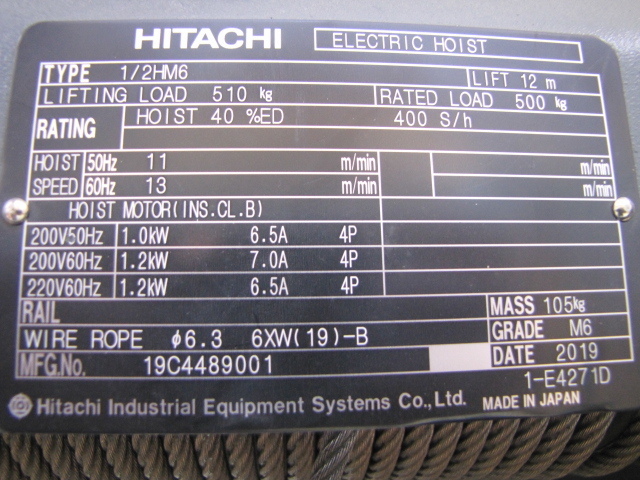 HITACHI ELECTRIC HOIST
TYPE 1/2HM6 LIFT 12 m
LIFTING LOAD 510 kg RATED LOAD 500 kg
RATING HOIST 40 %ED 400 S/h
HOIST SPEED 50Hz 11 m/min m/min
60Hz 13 m/min m/min
HOIST MOTOR(INS.CL.B)
200V50Hz 1.0kW 6.5A 4P
200V60Hz 1.2kW 7.0A 4P
220V60Hz 1.2kW 6.5A 4P
RAIL MASS 105kg
WIRE ROPE φ6.3 6XW(19)-B GRADE M6
MFG.No. 19C4489001 DATE 2019
1-E4271D
Hitachi Industrial Equipment Systems Co., Ltd. MADE IN JAPAN